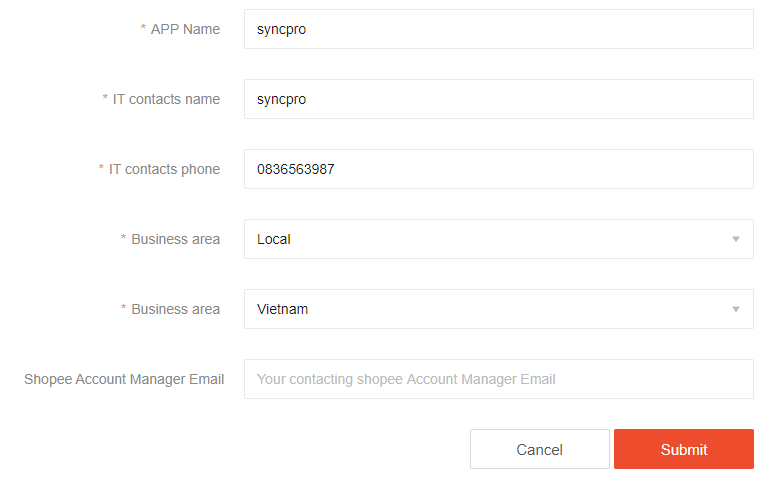 * APP Name syncpro
* IT contacts name syncpro
* IT contacts phone 0836563987
* Business area Local
* Business area Vietnam
Shopee Account Manager Email Your contacting shopee Account Manager Email
Cancel Submit